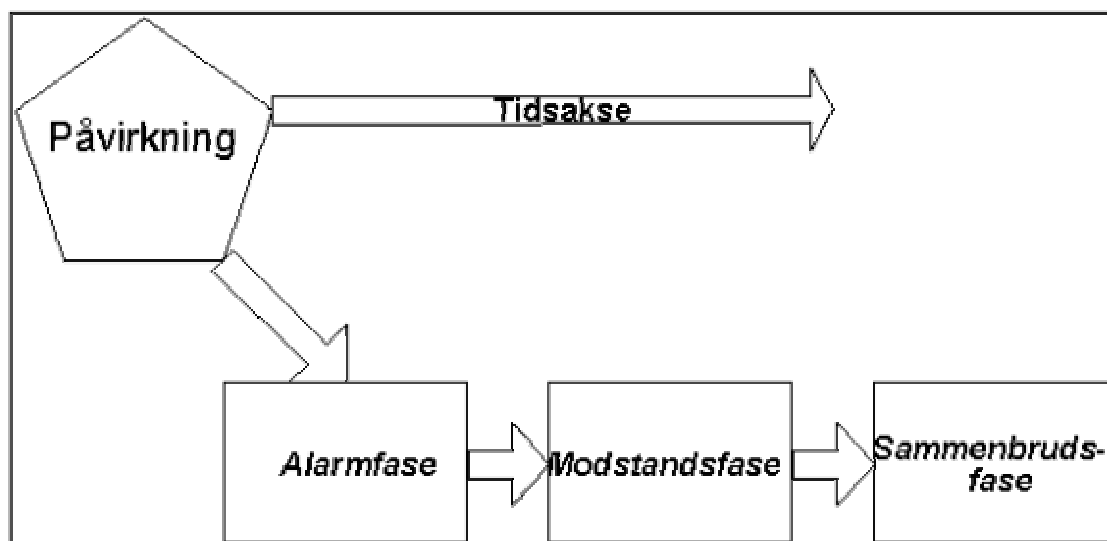 Påvirkning
Tidsakse
Alarmfase
Modstandsfase
Sammenbruds-
fase